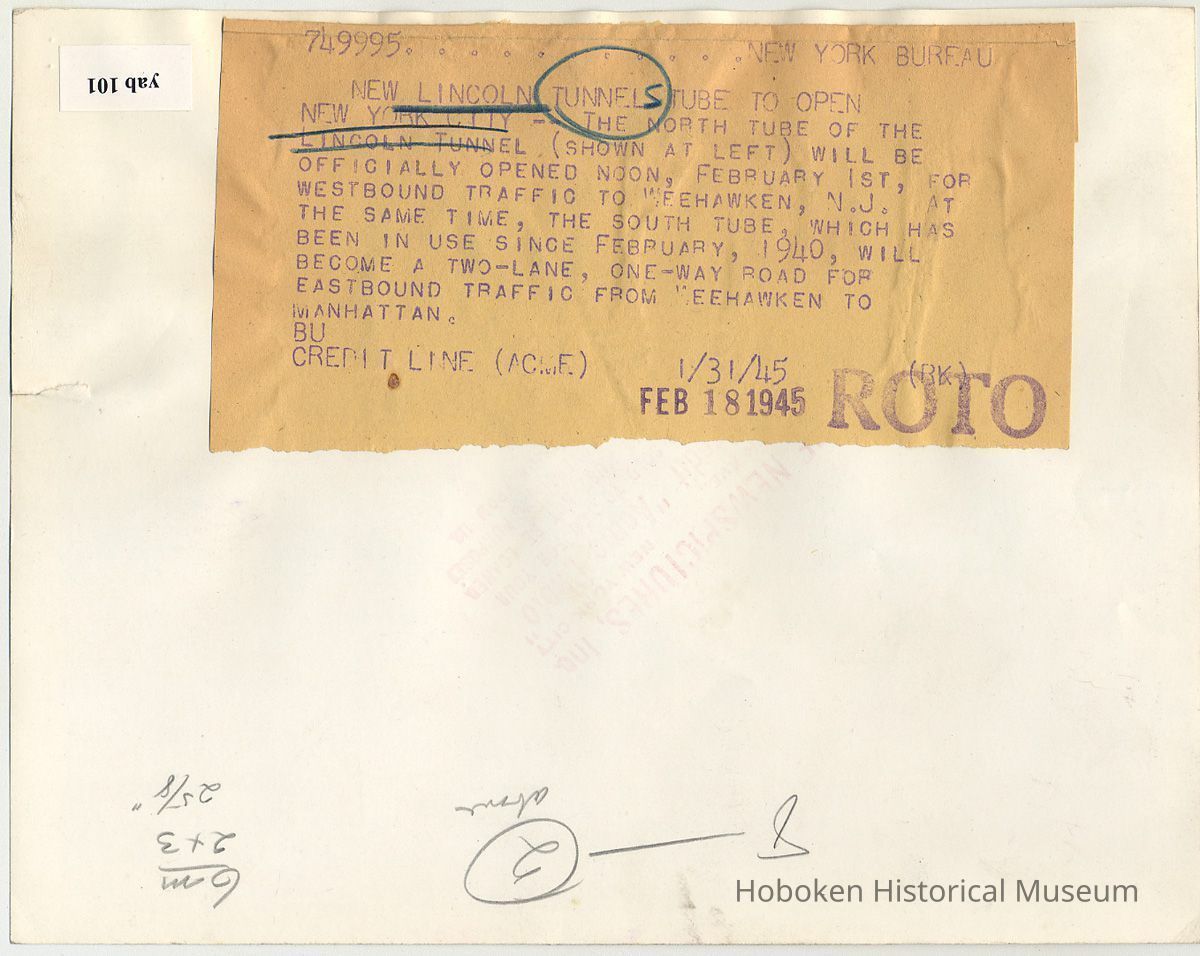 yab 101
749995. . . . . . . . . . . .NEW YORK BUREAU
NEW LINCOLN TUNNELS TUBE TO OPEN
NEW YORK CITY -- THE NORTH TUBE OF THE
LINCOLN TUNNEL (SHOWN AT LEFT) WILL BE
OFFICIALLY OPENED NOON, FEBRUARY 1ST, FOR
WESTBOUND TRAFFIC TO WEEHAWKEN, N.J. AT
THE SAME TIME, THE SOUTH TUBE, WHICH HAS
BEEN IN USE SINCE FEBRUARY, 1940, WILL
BECOME A TWO-LANE, ONE-WAY ROAD FOR
EASTBOUND TRAFFIC FROM WEEHAWKEN TO
MANHATTAN.
BU
CREDIT LINE (ACME) 1/31/45 (RK)
FEB 18 1945 ROTO
NEWSPICTURES, Inc.
2 5/8"
2 x 3
6m
2
8
Hoboken Historical Museum